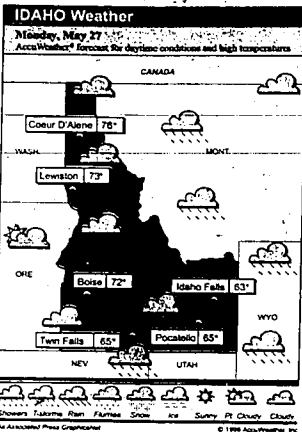 IDAHO Weather
Monday, May 27
AccuWeather® forecast for daytime conditions and high temperatures
CANADA
Coeur D'Alene 76°
WASH.
MONT.
Lewiston 73°
ORE
Boise 72°
Idaho Falls 63°
WYO
Twin Falls 65°
Pocatello 65°
NEV
UTAH
Showers T-storms Rain Flurries Snow Ice Sunny Pt. Cloudy Cloudy
Associated Press GraphicsNet
© 1996 AccuWeather, Inc.